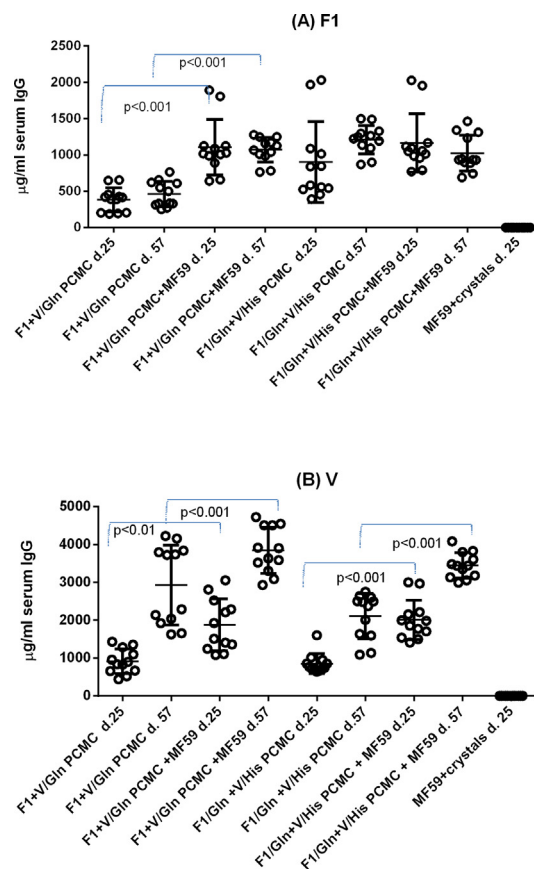 (A) F1
µg/ml serum IgG
2500
2000
1500
1000
500
0
p<0.001
p<0.001
F1+V/Gln PCMC d.25
F1+V/Gln PCMC d. 57
F1+V/Gln PCMC+MF59 d. 25
F1+V/Gln PCMC+MF59 d. 57
F1/Gln+V/His PCMC d.25
F1/Gln+V/His PCMC d.57
F1/Gln+V/His PCMC+MF59 d.25
F1/Gln+V/His PCMC+MF59 d.57
MF59+crystals d. 25
(B) V
µg/ml serum IgG
5000
4000
3000
2000
1000
0
p<0.01
p<0.001
p<0.001
p<0.001
F1+V/Gln PCMC d.25
F1+V/Gln PCMC d. 57
F1+V/Gln PCMC +MF59 d.25
F1+V/Gln PCMC +MF59 d.57
F1/Gln +V/His PCMC d.25
F1/Gln +V/His PCMC d.57
F1/Gln+V/His PCMC + MF59 d.25
F1/Gln+V/His PCMC + MF59 d. 57
MF59+crystals d. 25